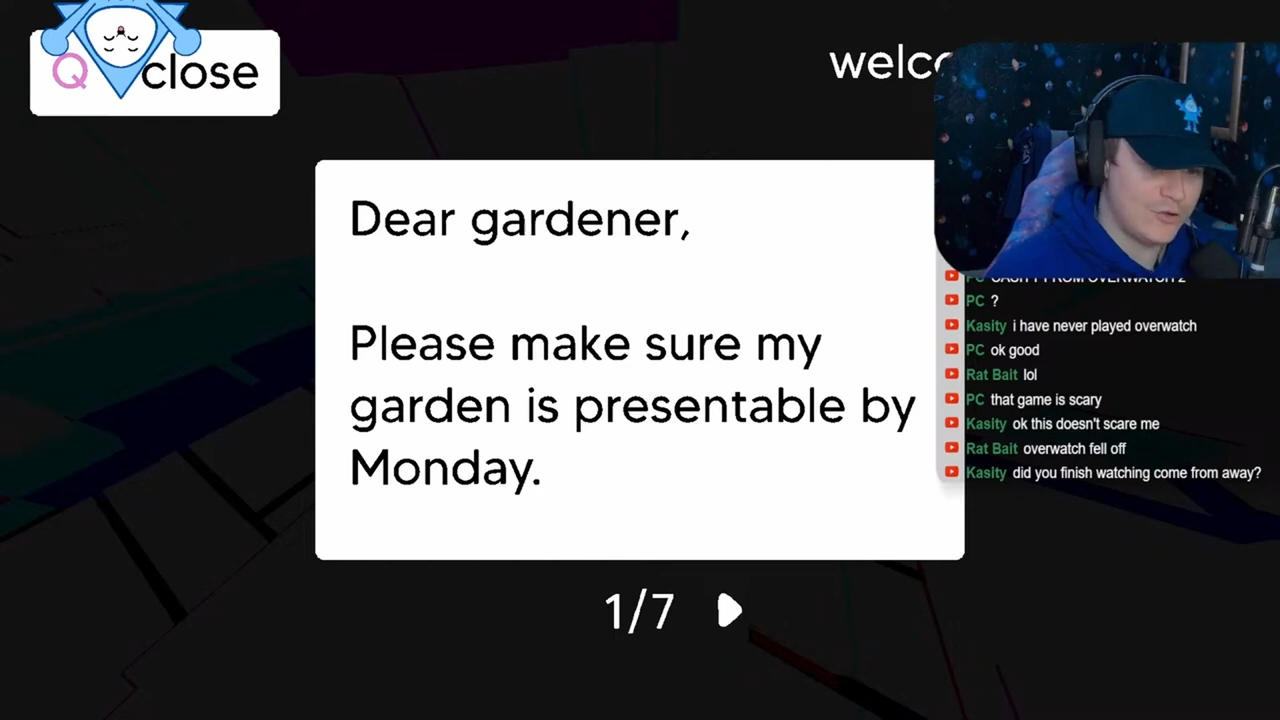 Q close
welc
Dear gardener,
Please make sure my
garden is presentable by
Monday.
1/7
PC ?
Kasity i have never played overwatch
PC ok good
Rat Bait lol
PC that game is scary
Kasity ok this doesn't scare me
Rat Bait overwatch fell off
Kasity did you finish watching come from away?